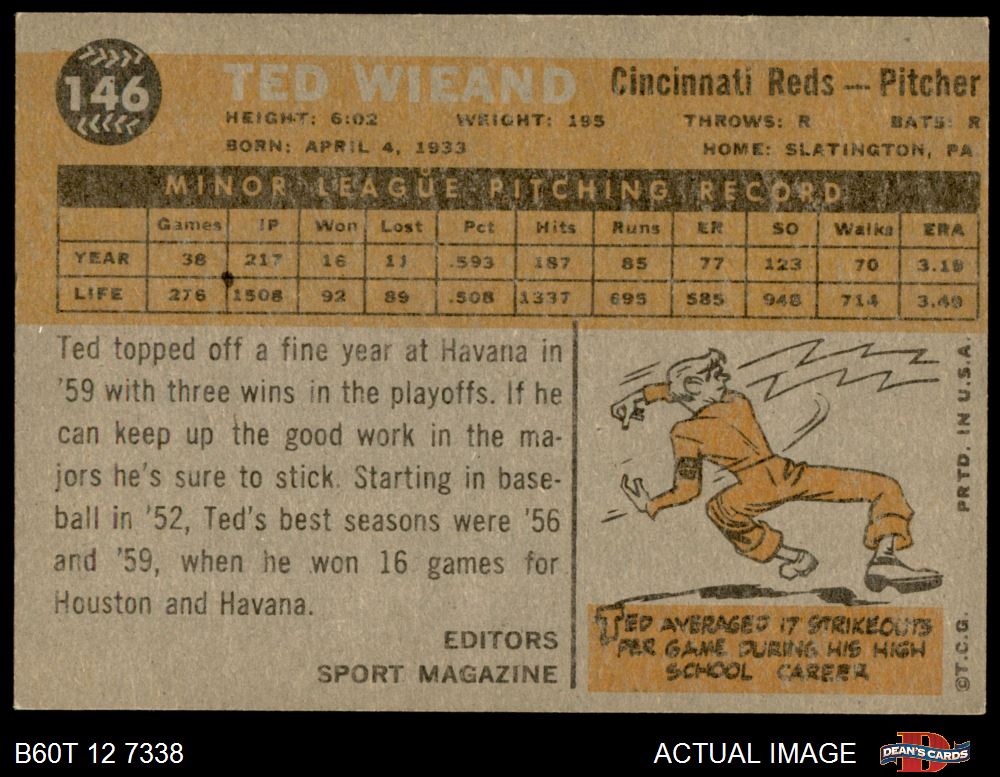 146
TED WIEAND Cincinnati Reds — Pitcher
HEIGHT: 6:02 WEIGHT: 195 THROWS: R BATS: R
BORN: APRIL 4, 1933 HOME: SLATINGTON, PA.
MINOR LEAGUE PITCHING RECORD
Games IP Won Lost Pct Hits Runs ER SO Walks ERA
YEAR 38 217 16 11 .593 187 85 77 123 70 3.19
LIFE 276 1508 92 89 .508 1337 695 585 948 714 3.49
Ted topped off a fine year at Havana in
'59 with three wins in the playoffs. If he
can keep up the good work in the ma-
jors he's sure to stick. Starting in base-
ball in '52, Ted's best seasons were '56
and '59, when he won 16 games for
Houston and Havana.
EDITORS
SPORT MAGAZINE
TED AVERAGED 17 STRIKEOUTS
PER GAME DURING HIS HIGH
SCHOOL CAREER
PRTD. IN U.S.A.
©T.C.G.
B60T 12 7338
ACTUAL IMAGE
DEAN'S CARDS